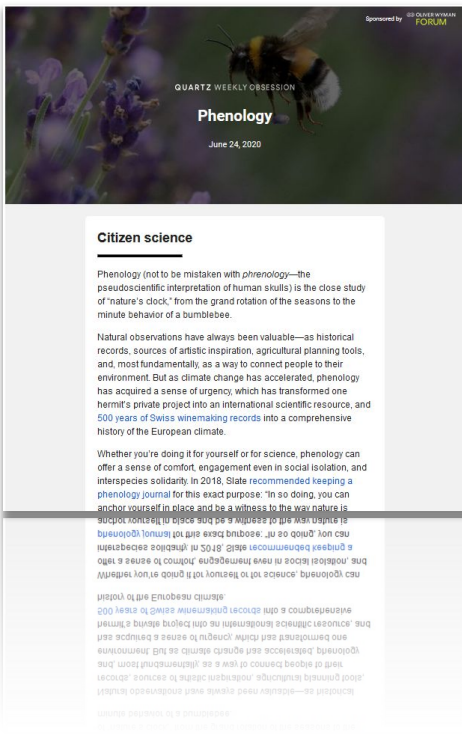 Sponsored by OLIVER WYMAN
FORUM
QUARTZ WEEKLY OBSESSION
Phenology
June 24, 2020
Citizen science
Phenology (not to be mistaken with phrenology—the
pseudoscientific interpretation of human skulls) is the close study
of “nature’s clock,” from the grand rotation of the seasons to the
minute behavior of a bumblebee.
Natural observations have always been valuable—as historical
records, sources of artistic inspiration, agricultural planning tools,
and, most fundamentally, as a way to connect people to their
environment. But as climate change has accelerated, phenology
has acquired a sense of urgency, which has transformed one
hermit’s private project into an international scientific resource, and
500 years of Swiss winemaking records into a comprehensive
history of the European climate.
Whether you’re doing it for yourself or for science, phenology can
offer a sense of comfort, engagement even in social isolation, and
interspecies solidarity. In 2018, Slate recommended keeping a
phenology journal for this exact purpose: “In so doing, you can
anchor yourself in place and be a witness to the way nature is